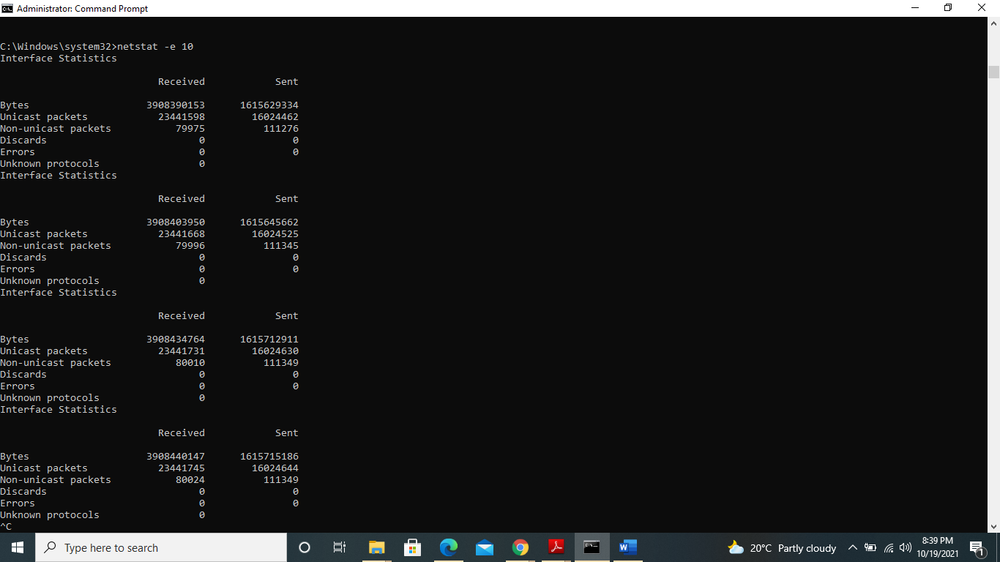 Administrator: Command Prompt
C:\Windows\system32>netstat -e 10
Interface Statistics
Received Sent
Bytes 3908390153 1615629334
Unicast packets 23441598 16024462
Non-unicast packets 79975 111276
Discards 0 0
Errors 0 0
Unknown protocols 0
Interface Statistics
Received Sent
Bytes 3908403950 1615645662
Unicast packets 23441668 16024525
Non-unicast packets 79996 111345
Discards 0 0
Errors 0 0
Unknown protocols 0
Interface Statistics
Received Sent
Bytes 3908434764 1615712911
Unicast packets 23441731 16024630
Non-unicast packets 80010 111349
Discards 0 0
Errors 0 0
Unknown protocols 0
Interface Statistics
Received Sent
Bytes 3908440147 1615715186
Unicast packets 23441745 16024644
Non-unicast packets 80024 111349
Discards 0 0
Errors 0 0
Unknown protocols 0
^C
Type here to search
20°C Partly cloudy
8:39 PM
10/19/2021
1